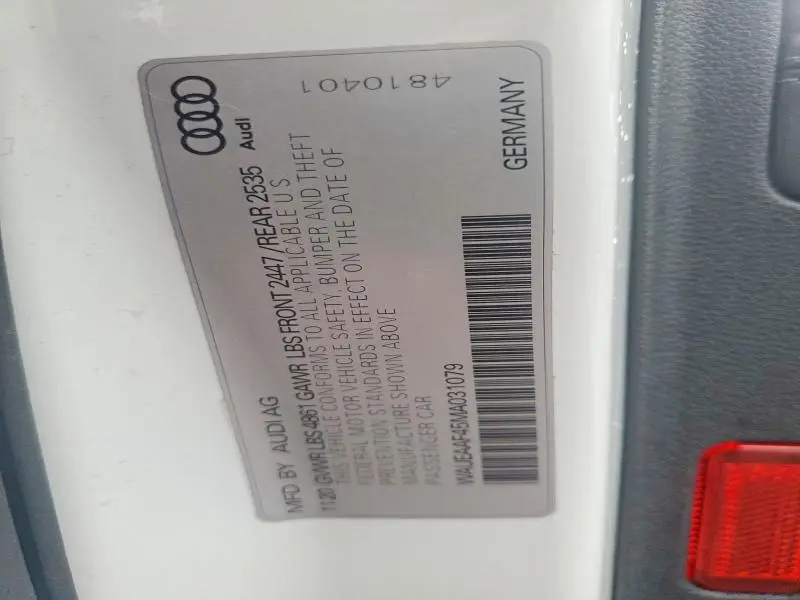 Audi
MFD BY AUDI AG
11 20 GVWR LBS 4861 GAWR LBS FRONT 2447 / REAR 2535
THIS VEHICLE CONFORMS TO ALL APPLICABLE U S
FEDERAL MOTOR VEHICLE SAFETY, BUMPER AND THEFT
PREVENTION STANDARDS IN EFFECT ON THE DATE OF
MANUFACTURE SHOWN ABOVE
PASSENGER CAR
WAUEAAF45MA031079
GERMANY
4810401